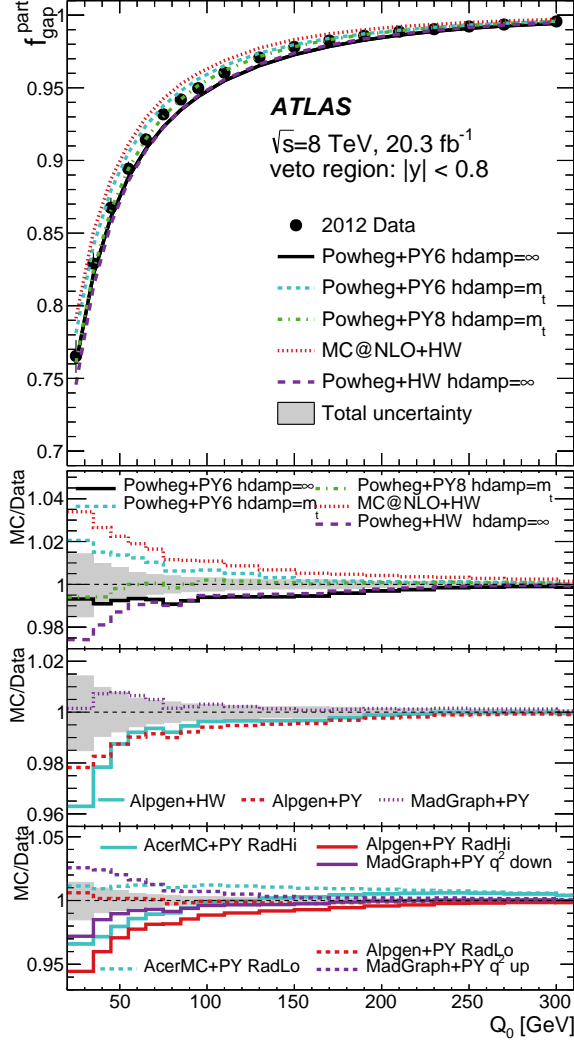 f_gap^part
1
0.95
0.9
0.85
0.8
0.75
0.7
ATLAS
√s=8 TeV, 20.3 fb^-1
veto region: |y| < 0.8
2012 Data
Powheg+PY6 hdamp=∞
Powheg+PY6 hdamp=m_t
Powheg+PY8 hdamp=m_t
MC@NLO+HW
Powheg+HW hdamp=∞
Total uncertainty
MC/Data
1.04
1.02
1
0.98
Powheg+PY6 hdamp=∞
Powheg+PY6 hdamp=m_t
Powheg+PY8 hdamp=m_t
MC@NLO+HW
Powheg+HW hdamp=∞
MC/Data
1.02
1
0.98
0.96
Alpgen+HW
Alpgen+PY
MadGraph+PY
MC/Data
1.05
1
0.95
AcerMC+PY RadHi
Alpgen+PY RadHi
MadGraph+PY q² down
AcerMC+PY RadLo
Alpgen+PY RadLo
MadGraph+PY q² up
50 100 150 200 250 300
Q_0 [GeV]